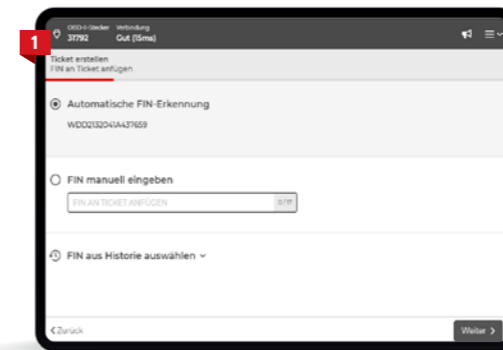 1
OBD-II-Stecker Verbindung
31792 Gut (15ms)
Ticket erstellen
FIN an Ticket anfügen
Automatische FIN-Erkennung
WDD2132041A437659
FIN manuell eingeben
FIN AN TICKET ANFÜGEN 0/17
FIN aus Historie auswählen
Zurück Weiter